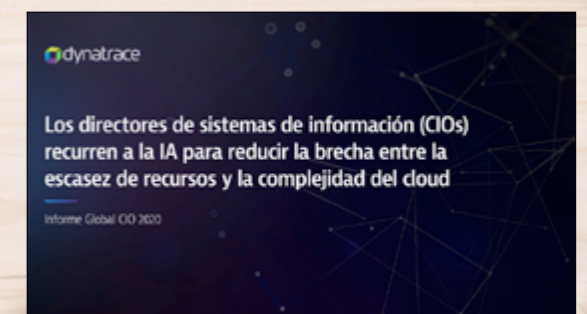 dynatrace
Los directores de sistemas de información (CIOs)
recurren a la IA para reducir la brecha entre la
escasez de recursos y la complejidad del cloud
Informe Global CIO 2020